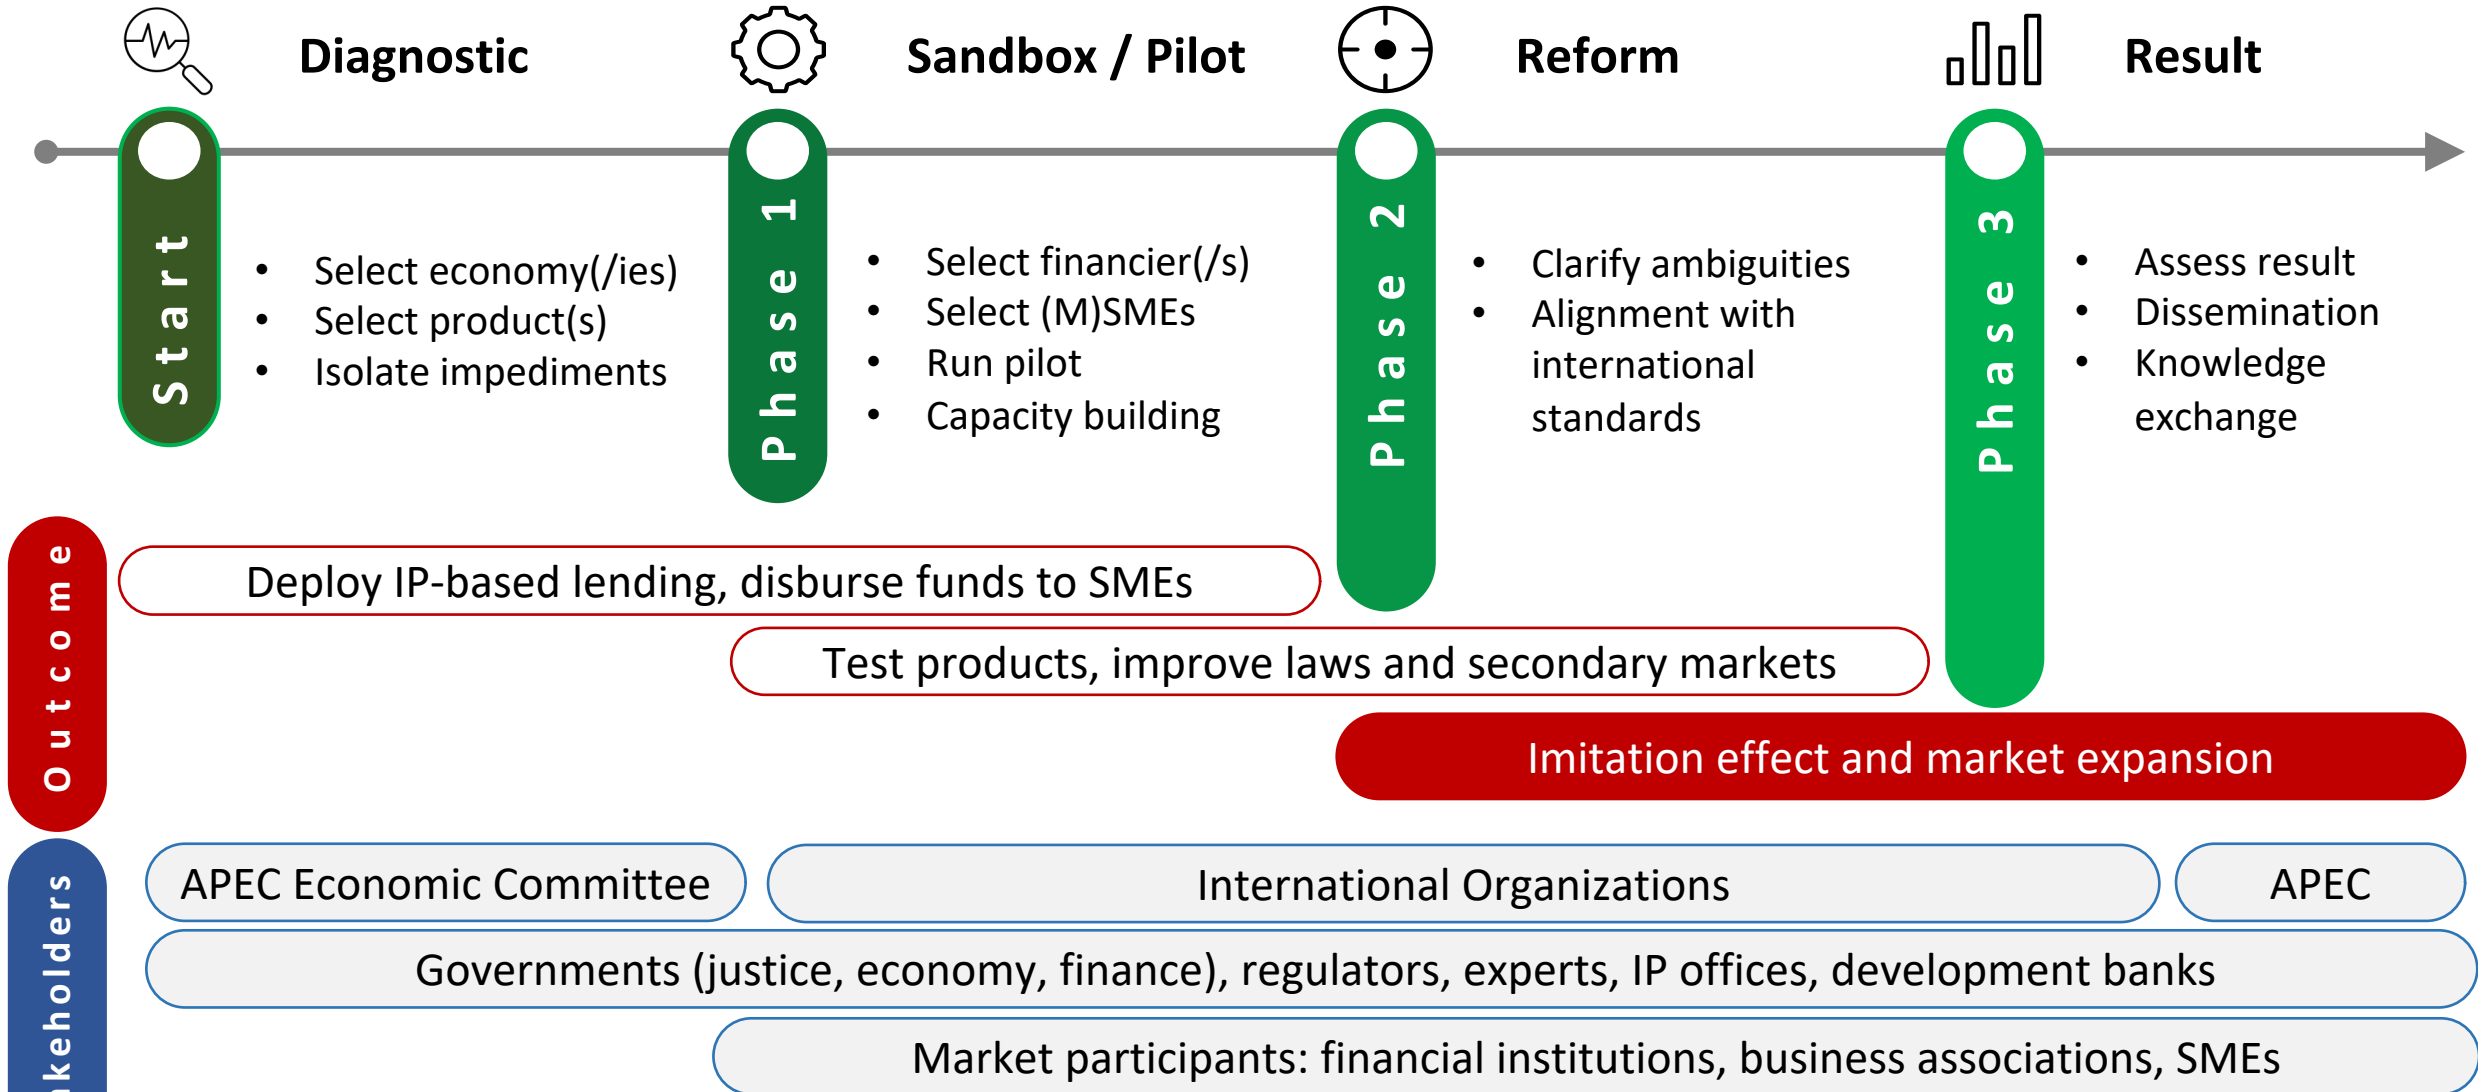 Diagnostic
Sandbox / Pilot
Reform
Result
Start
• Select economy(/ies)
• Select product(s)
• Isolate impediments
Phase 1
• Select financier(/s)
• Select (M)SMEs
• Run pilot
• Capacity building
Phase 2
• Clarify ambiguities
• Alignment with
international
standards
Phase 3
• Assess result
• Dissemination
• Knowledge
exchange
Outcome
Deploy IP-based lending, disburse funds to SMEs
Test products, improve laws and secondary markets
Imitation effect and market expansion
keholders
APEC Economic Committee
International Organizations
APEC
Governments (justice, economy, finance), regulators, experts, IP offices, development banks
Market participants: financial institutions, business associations, SMEs